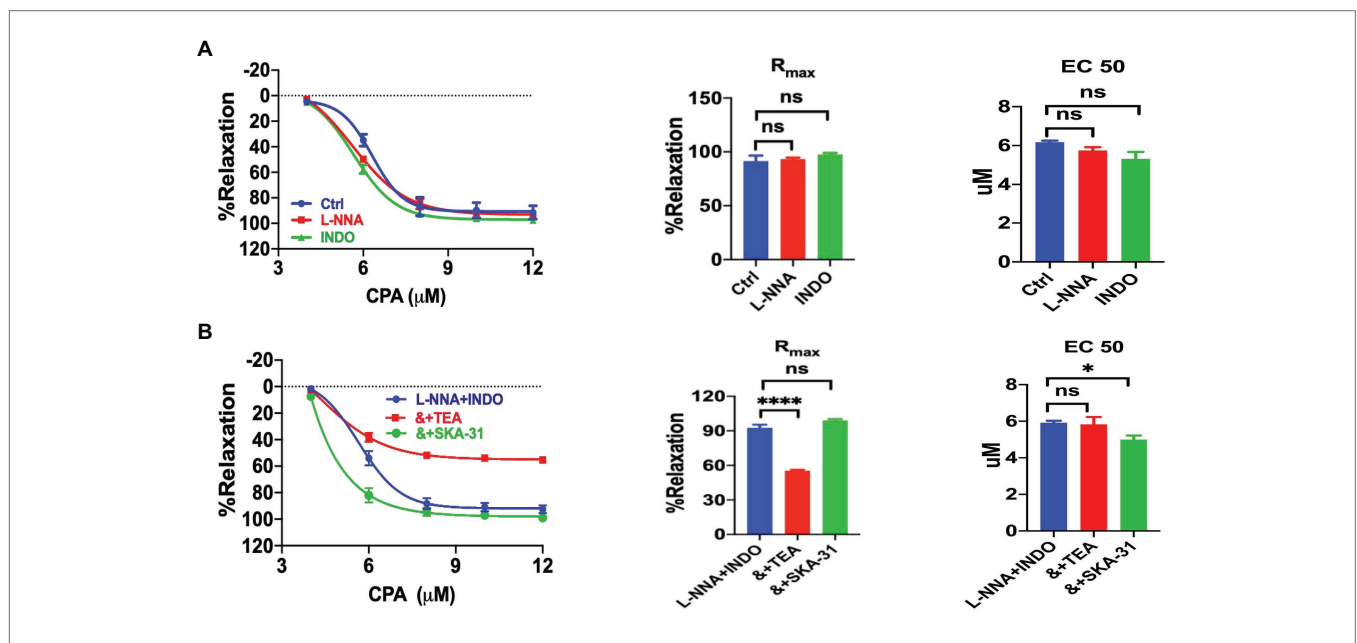 A
-20
0
20
40
60
80
100
120
%Relaxation
Ctrl
L-NNA
INDO
3
6
9
12
CPA (μM)
Rmax
150
100
50
0
%Relaxation
ns
ns
Ctrl
L-NNA
INDO
EC 50
8
6
4
2
0
uM
ns
ns
Ctrl
L-NNA
INDO
B
-20
0
20
40
60
80
100
120
%Relaxation
L-NNA+INDO
&+TEA
&+SKA-31
3
6
9
12
CPA (μM)
Rmax
120
90
60
30
0
%Relaxation
ns
****
L-NNA+INDO
&+TEA
&+SKA-31
EC 50
8
6
4
2
0
uM
*
ns
L-NNA+INDO
&+TEA
&+SKA-31